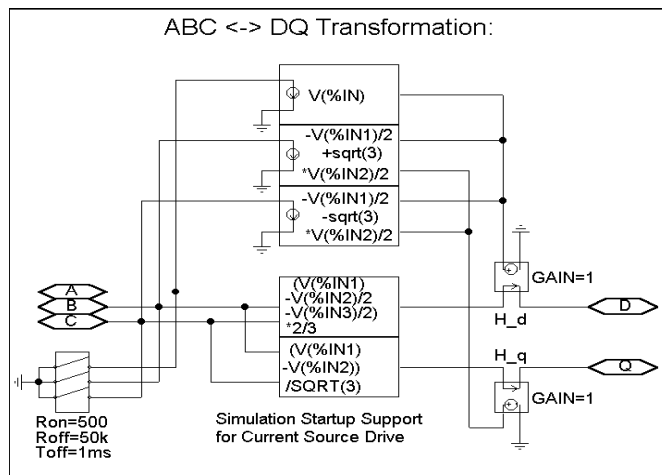 ABC <-> DQ Transformation:
V(%IN)
-V(%IN1)/2
+sqrt(3)
*V(%IN2)/2
-V(%IN1)/2
-sqrt(3)
*V(%IN2)/2
A
B
C
(V(%IN1)
-V(%IN2)/2
-V(%IN3)/2)
*2/3
GAIN=1
D
H_d
(V(%IN1)
-V(%IN2))
/SQRT(3)
H_q
Q
GAIN=1
Ron=500
Roff=50k
Toff=1ms
Simulation Startup Support
for Current Source Drive